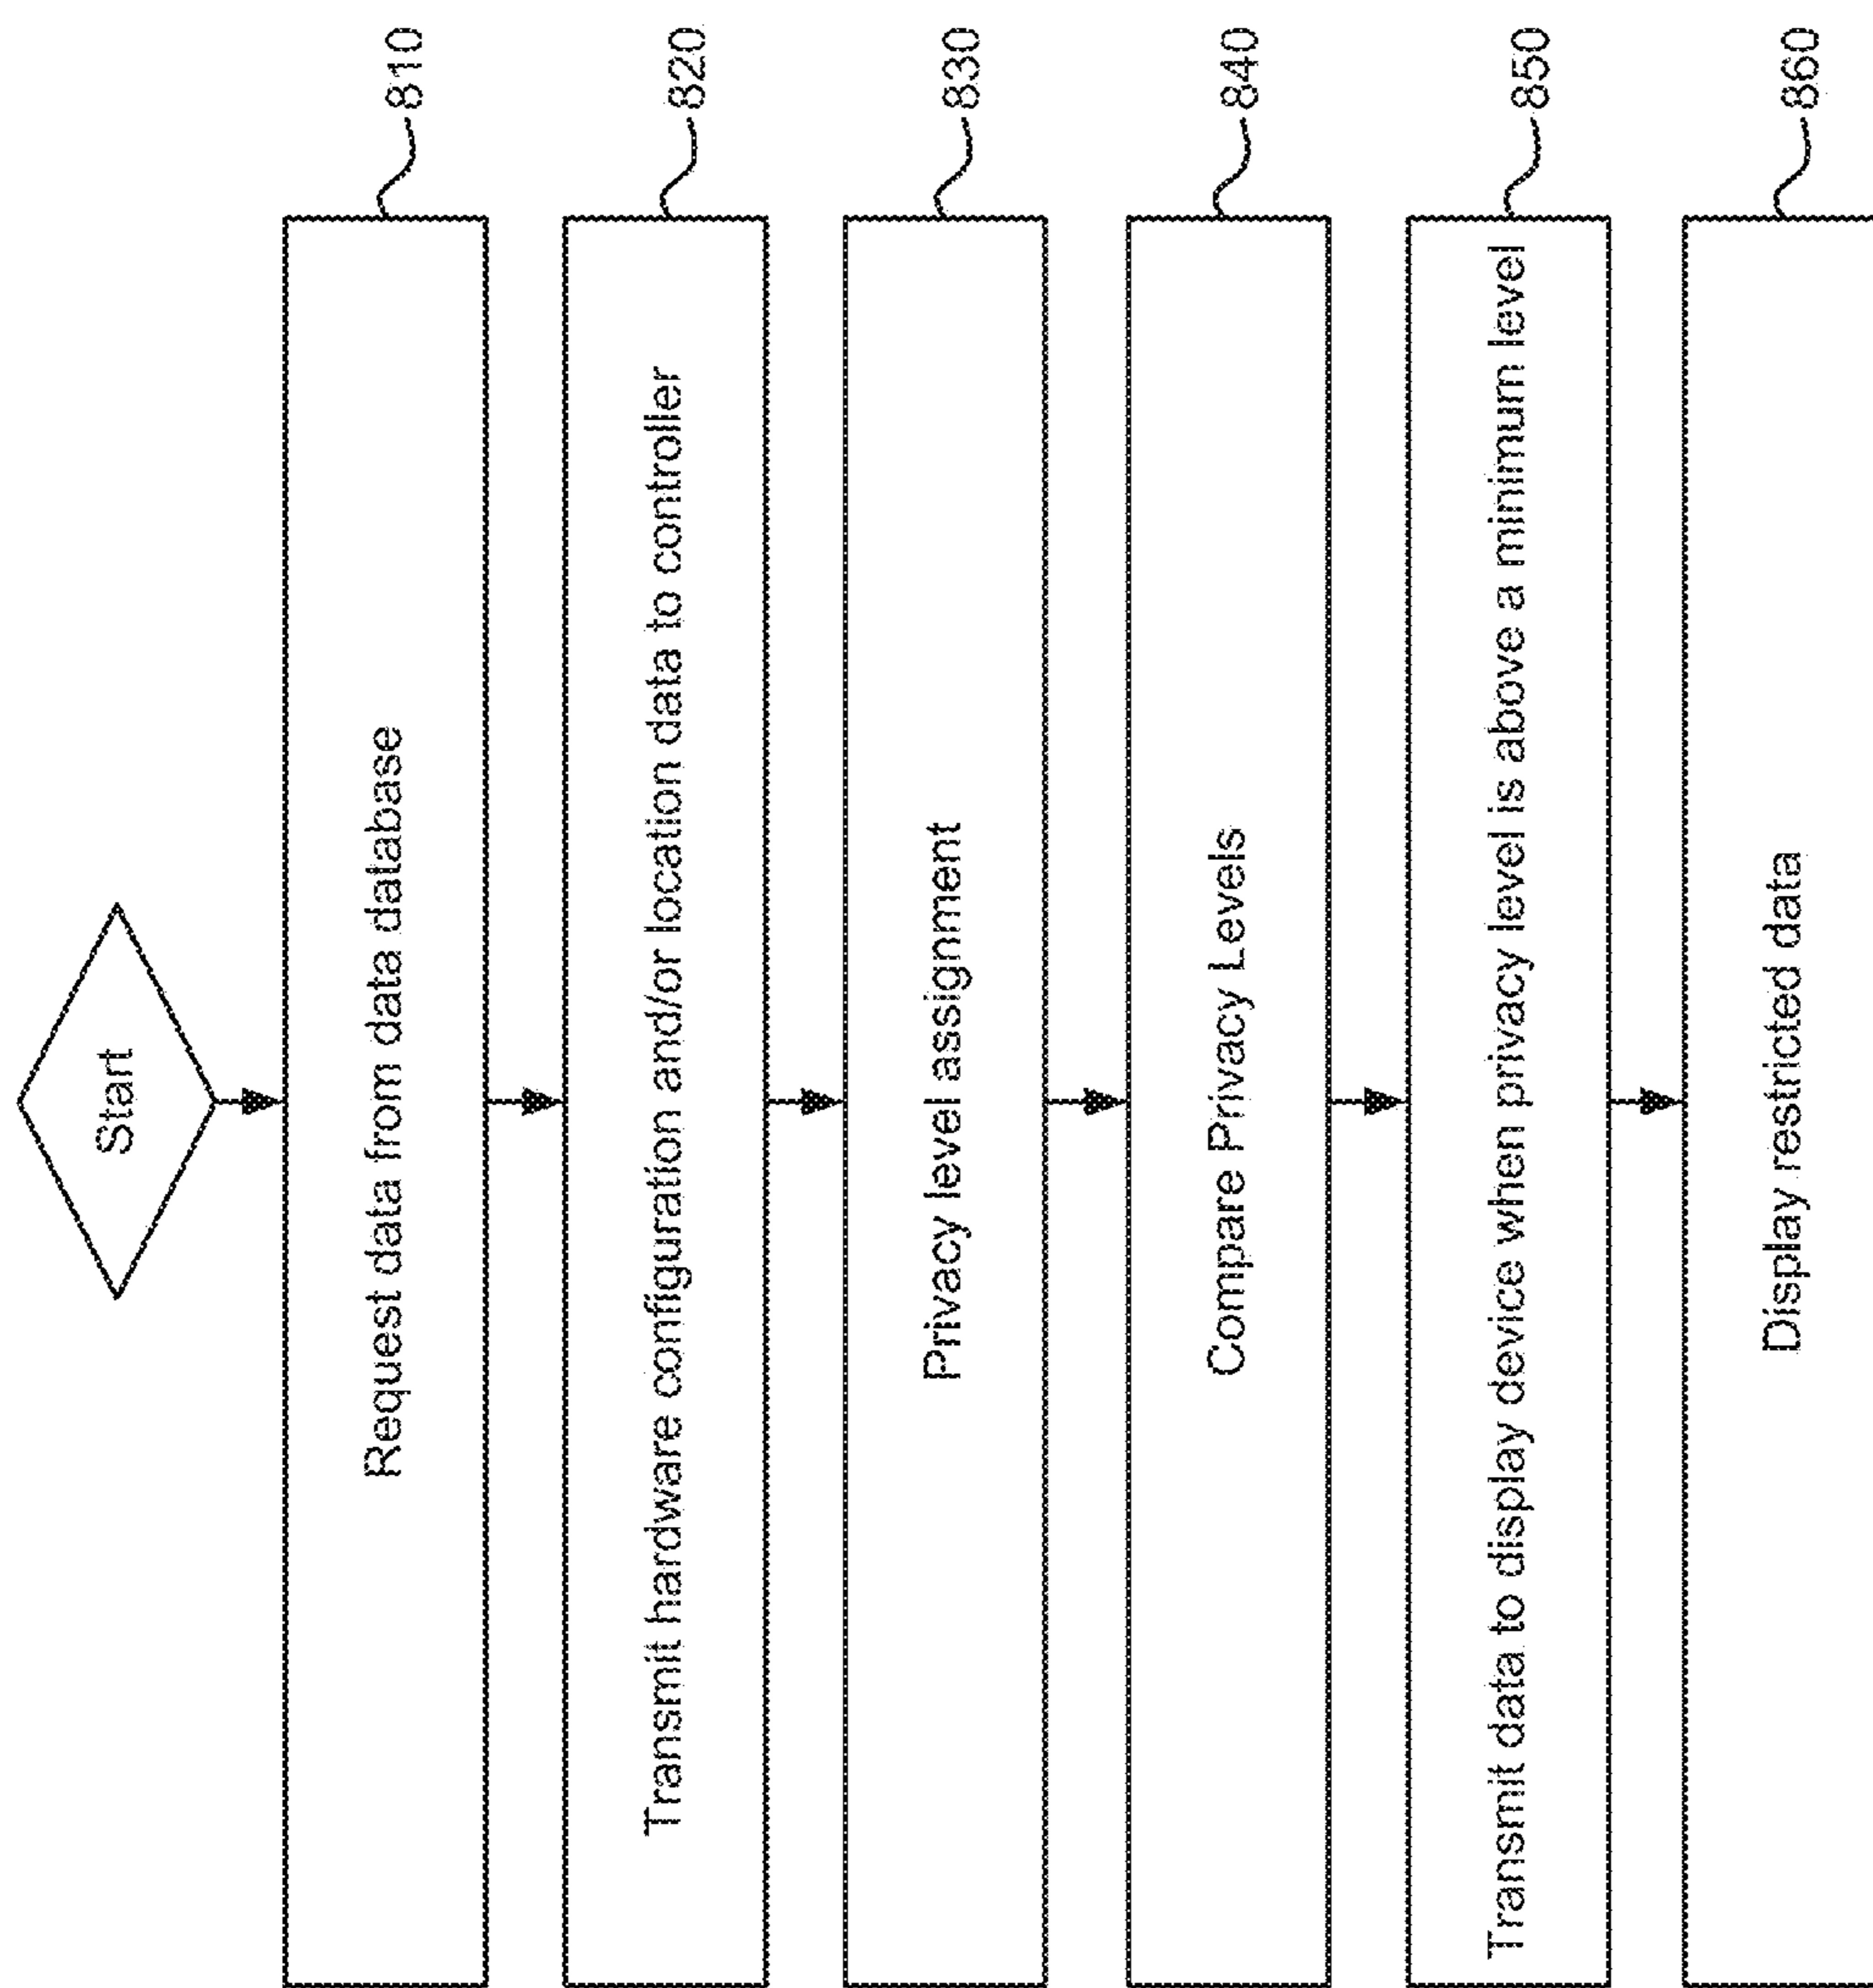 Start
Request data from data database
810
Transmit hardware configuration and/or location data to controller
820
Privacy level assignment
830
Compare Privacy Levels
840
Transmit data to display device when privacy level is above a minimum level
850
Display restricted data
860